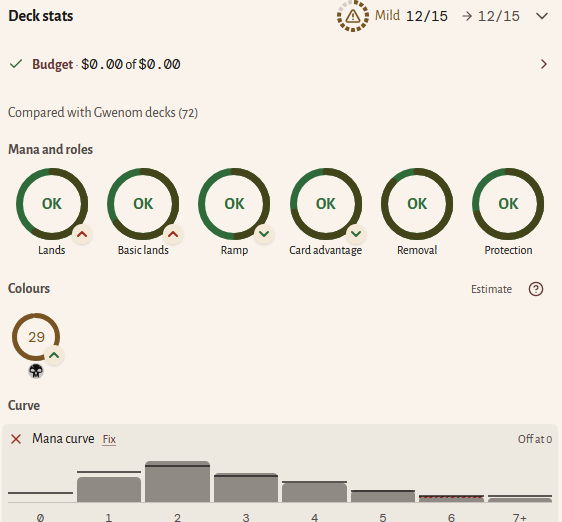 Deck stats Mild 12/15 → 12/15
Budget · $0.00 of $0.00
Compared with Gwenom decks (72)
Mana and roles
OK OK OK OK OK OK
Lands Basic lands Ramp Card advantage Removal Protection
Colours Estimate ?
29
Curve
Mana curve Fix Off at 0
0 1 2 3 4 5 6 7+